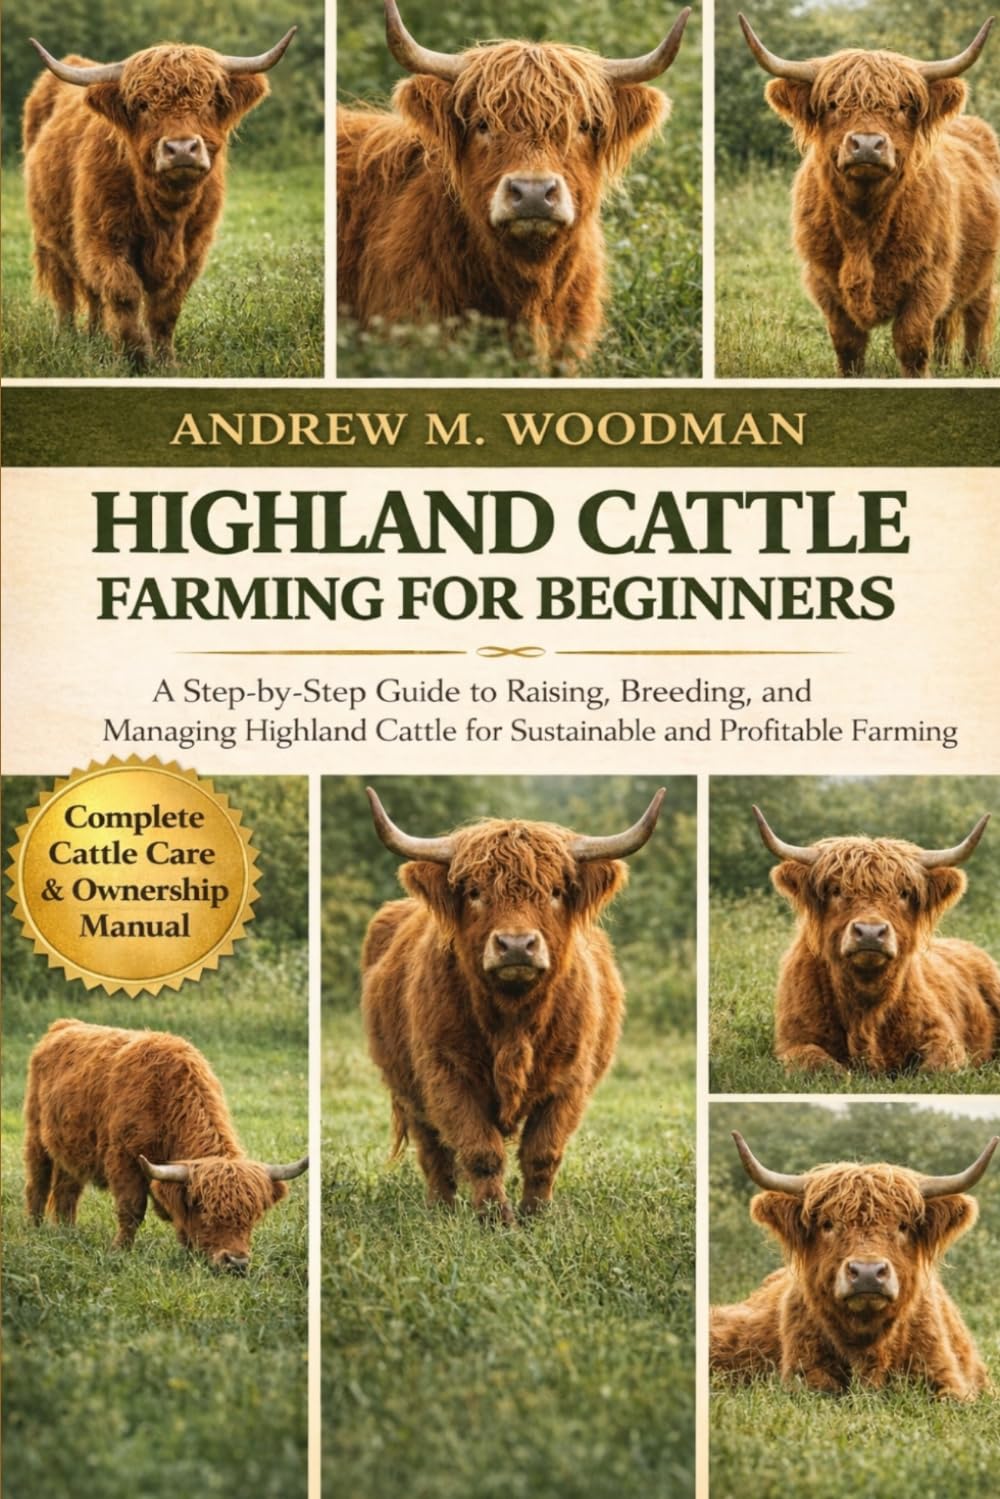 ANDREW M. WOODMAN
HIGHLAND CATTLE
FARMING FOR BEGINNERS
A Step-by-Step Guide to Raising, Breeding, and
Managing Highland Cattle for Sustainable and Profitable Farming
Complete
Cattle Care
& Ownership
Manual